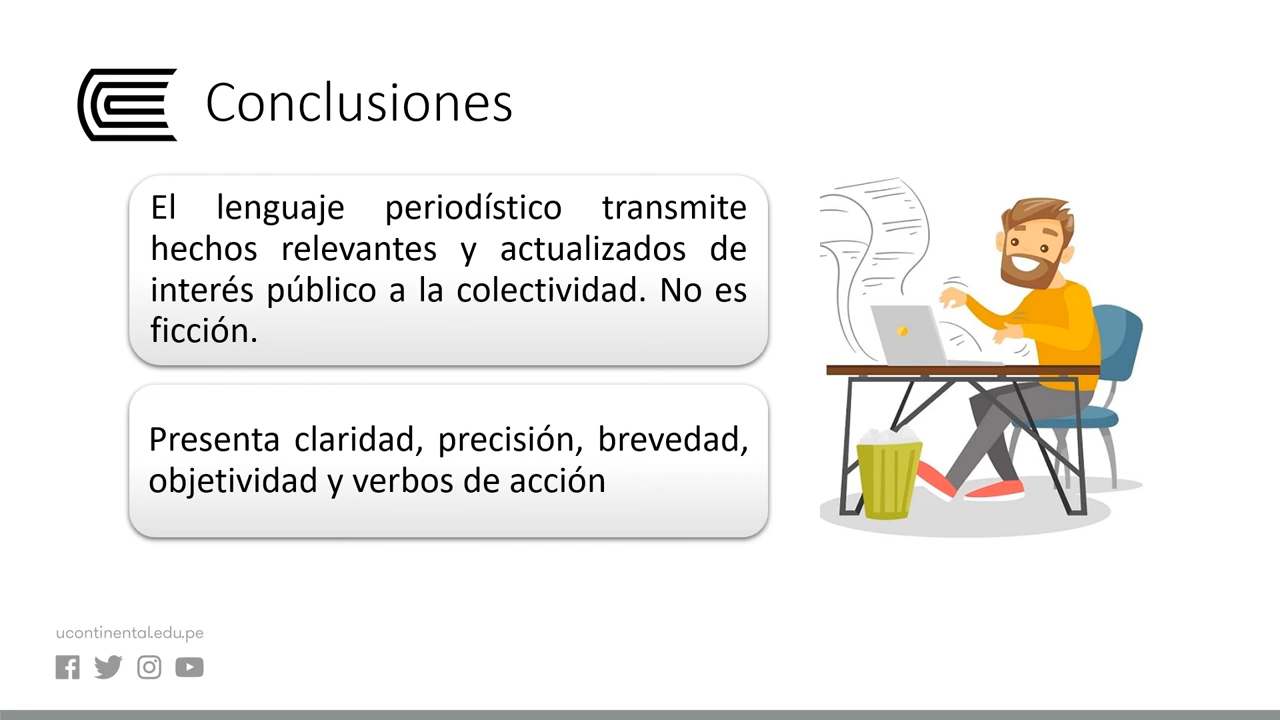 Conclusiones
El lenguaje periodístico transmite
hechos relevantes y actualizados de
interés público a la colectividad. No es
ficción.
Presenta claridad, precisión, brevedad,
objetividad y verbos de acción
ucontinental.edu.pe